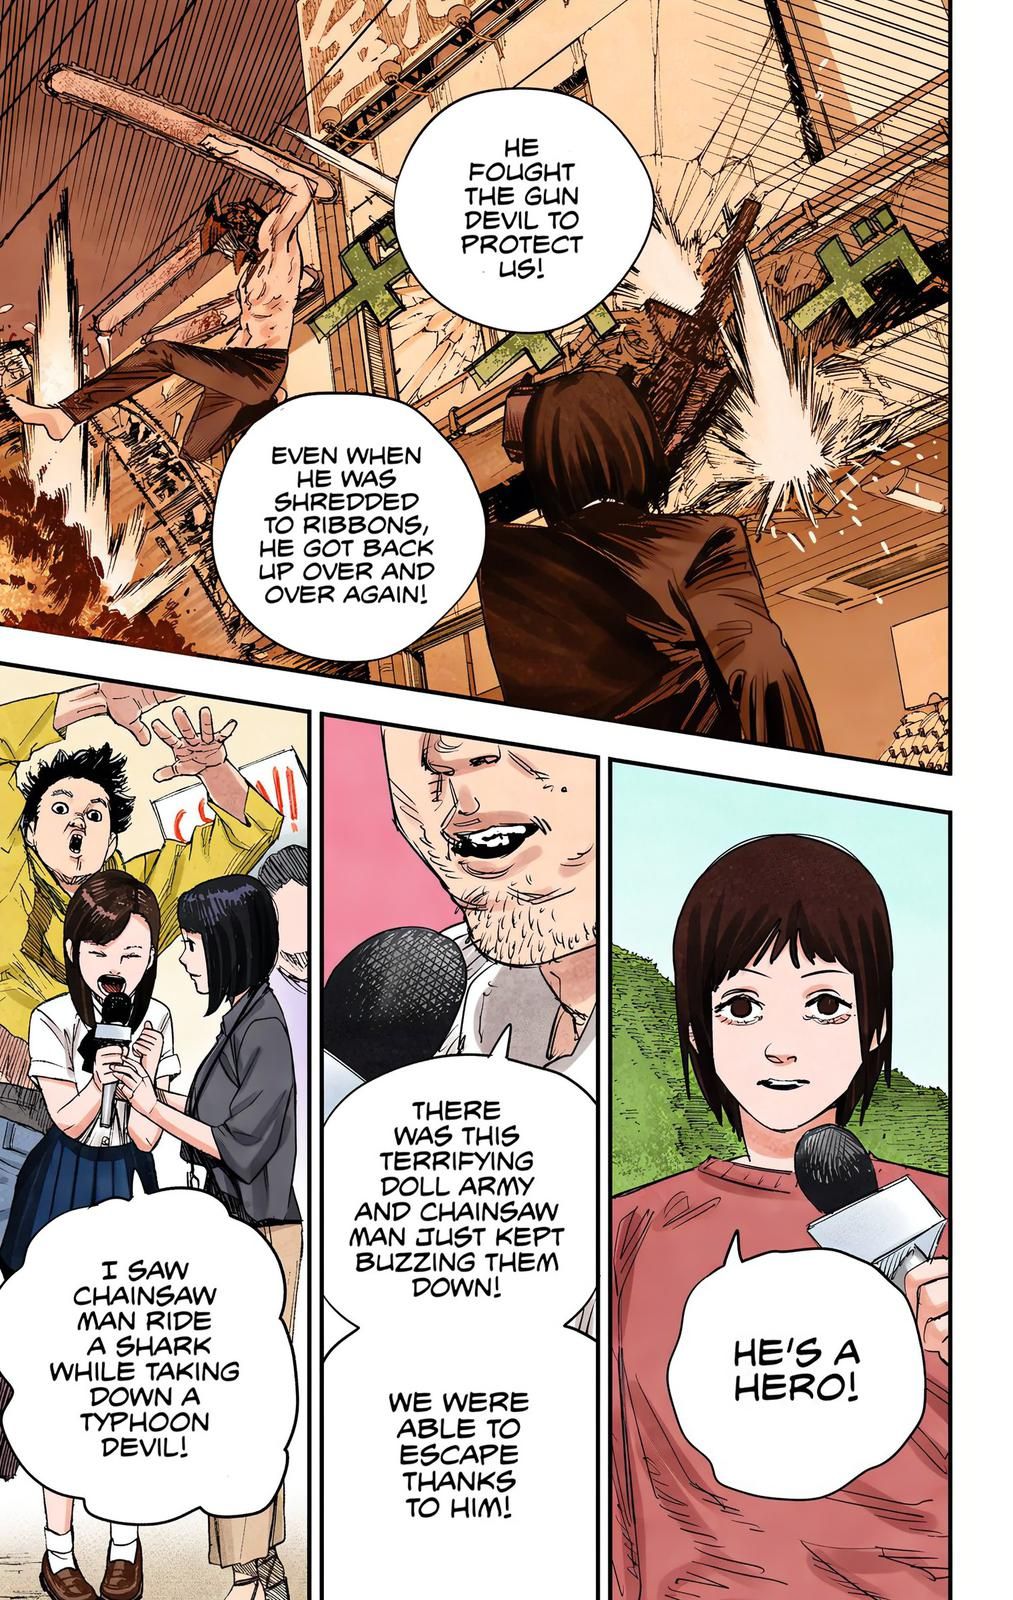 HE
FOUGHT
THE GUN
DEVIL TO
PROTECT
US!
EVEN WHEN
HE WAS
SHREDDED
TO RIBBONS,
HE GOT BACK
UP OVER AND
OVER AGAIN!
I SAW
CHAINSAW
MAN RIDE
A SHARK
WHILE TAKING
DOWN A
TYPHOON
DEVIL!
THERE
WAS THIS
TERRIFYING
DOLL ARMY
AND CHAINSAW
MAN JUST KEPT
BUZZING THEM
DOWN!
WE WERE
ABLE TO
ESCAPE
THANKS
TO HIM!
HE'S A
HERO!